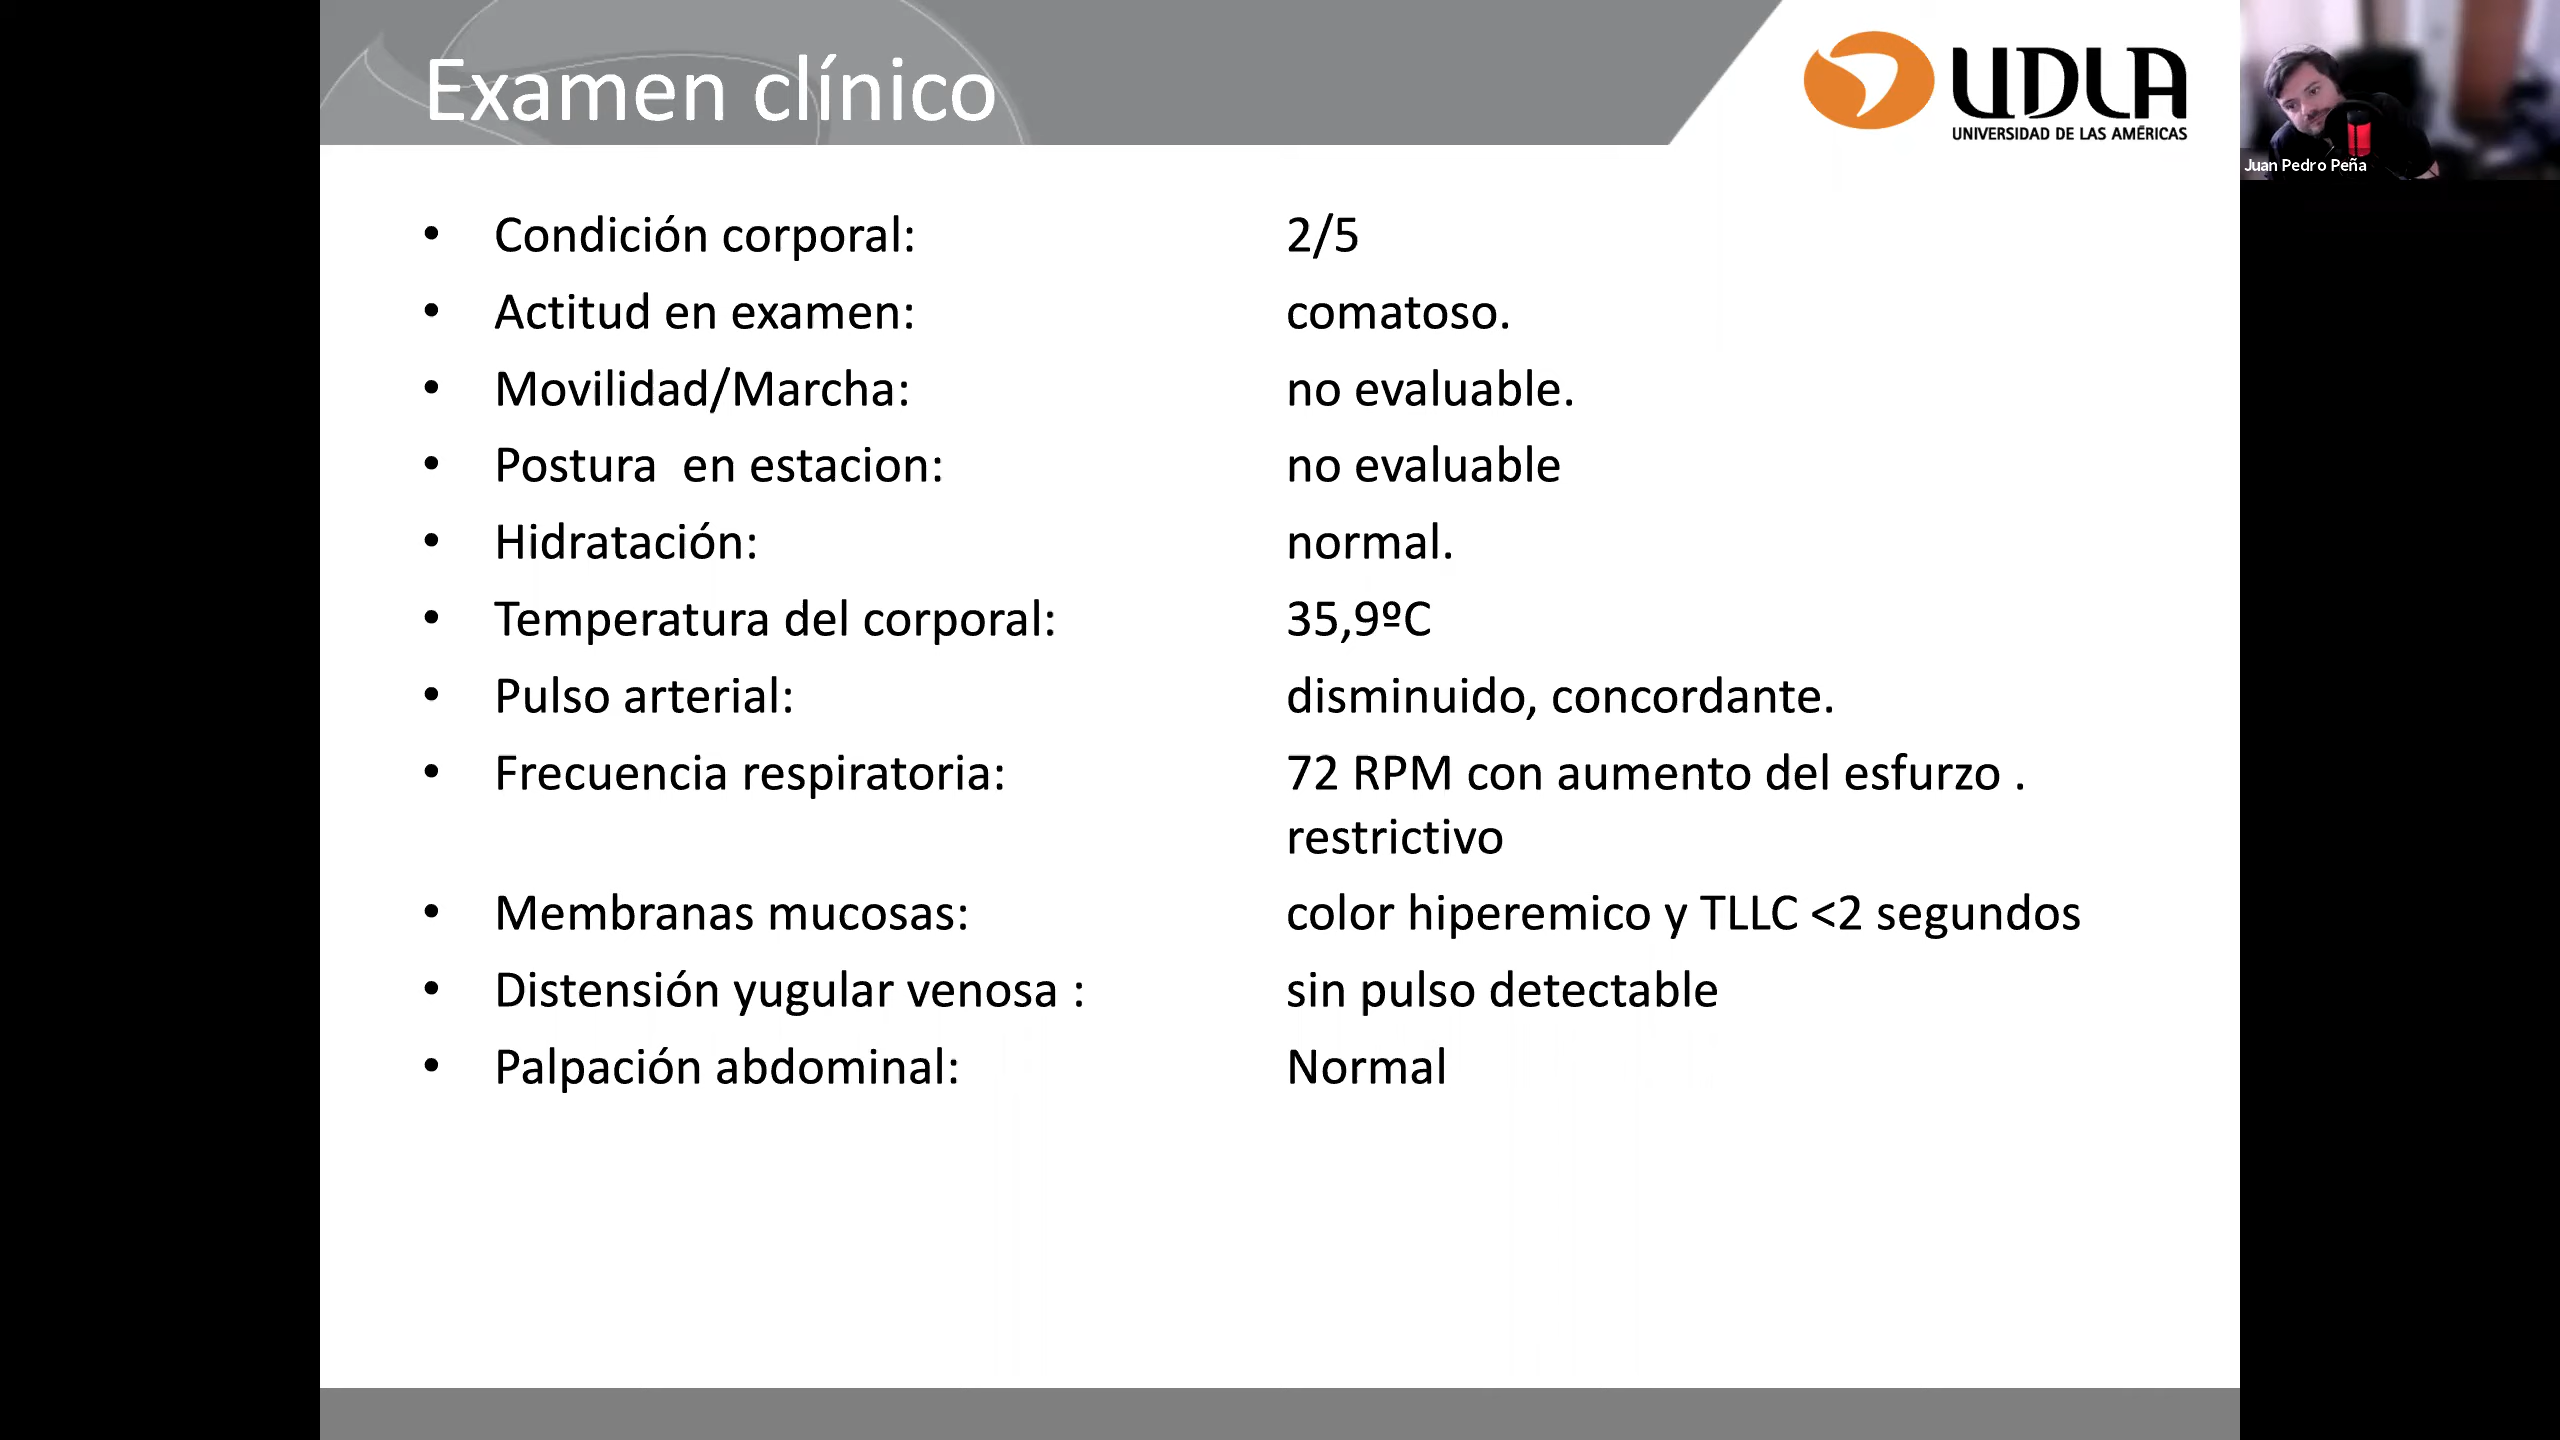 Examen clínico
UDLA
UNIVERSIDAD DE LAS AMÉRICAS
Juan Pedro Peña
• Condición corporal: 2/5
• Actitud en examen: comatoso.
• Movilidad/Marcha: no evaluable.
• Postura  en estacion: no evaluable
• Hidratación: normal.
• Temperatura del corporal: 35,9ºC
• Pulso arterial: disminuido, concordante.
• Frecuencia respiratoria: 72 RPM con aumento del esfurzo .
restrictivo
• Membranas mucosas: color hiperemico y TLLC <2 segundos
• Distensión yugular venosa : sin pulso detectable
• Palpación abdominal: Normal